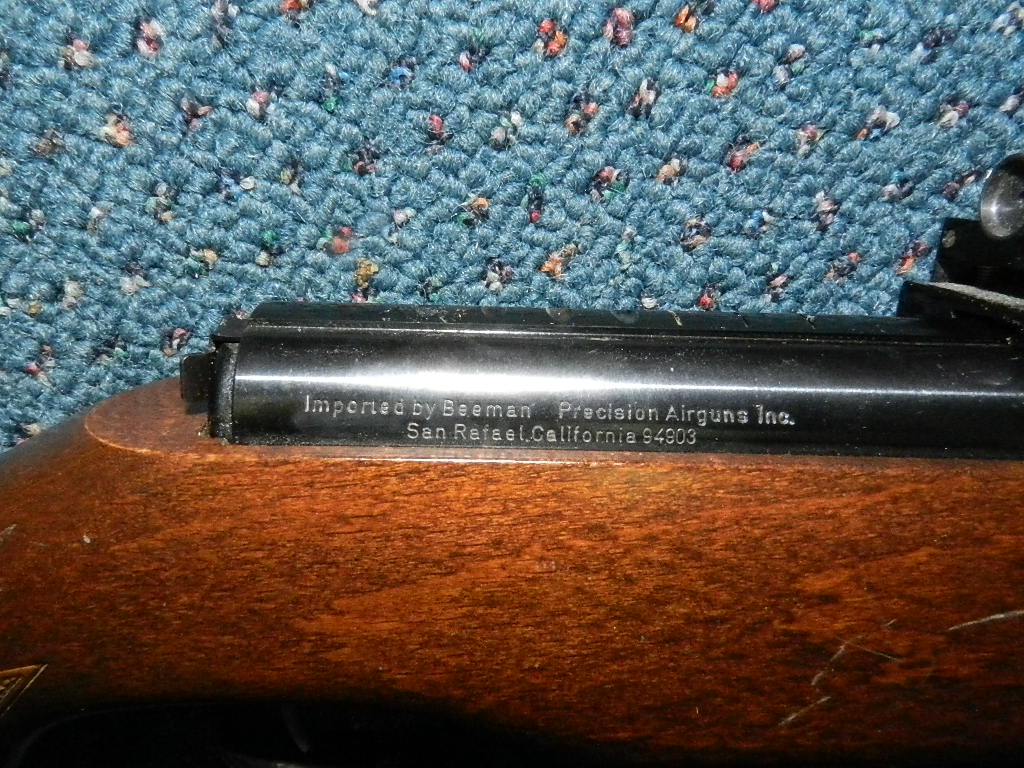 Imported by Beeman Precision Airguns Inc.
San Rafael, California 94903